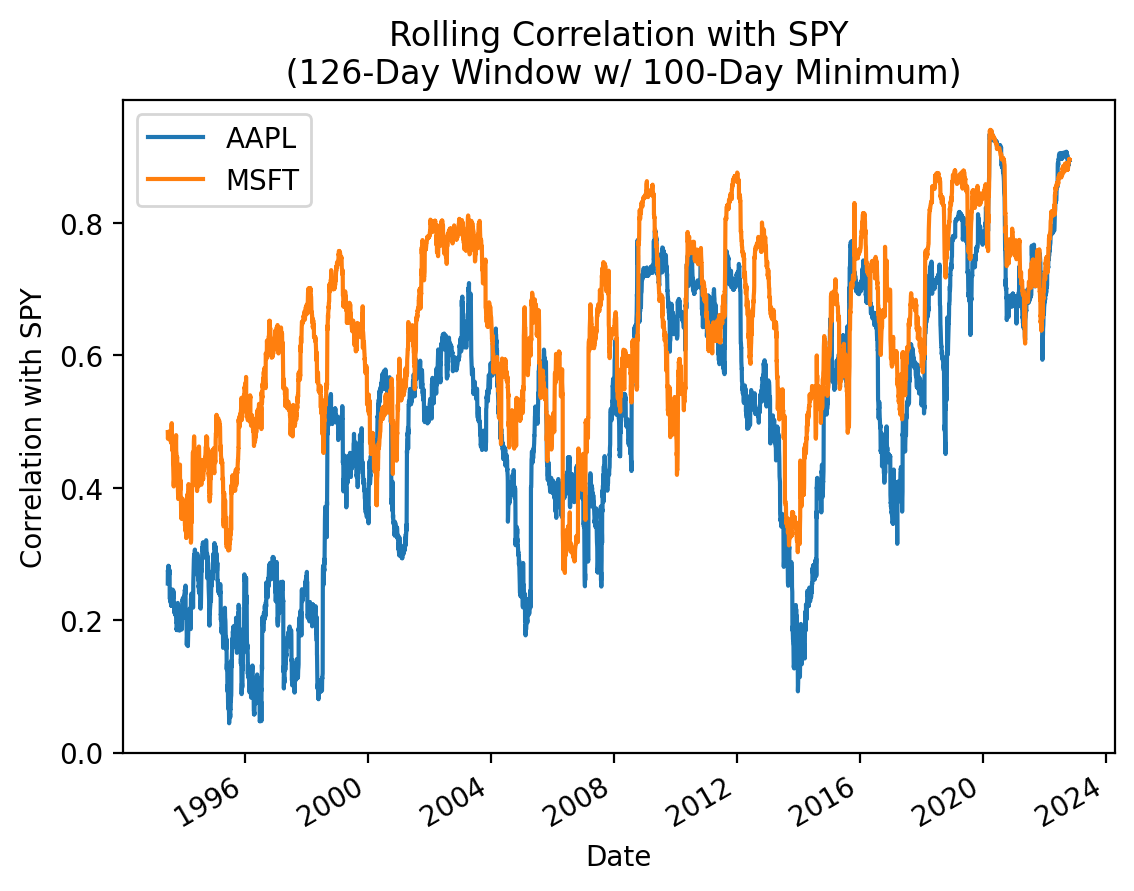 Rolling Correlation with SPY
(126-Day Window w/ 100-Day Minimum)
AAPL
MSFT
Correlation with SPY
0.8
0.6
0.4
0.2
0.0
1996
2000
2004
2008
2012
2016
2020
2024
Date